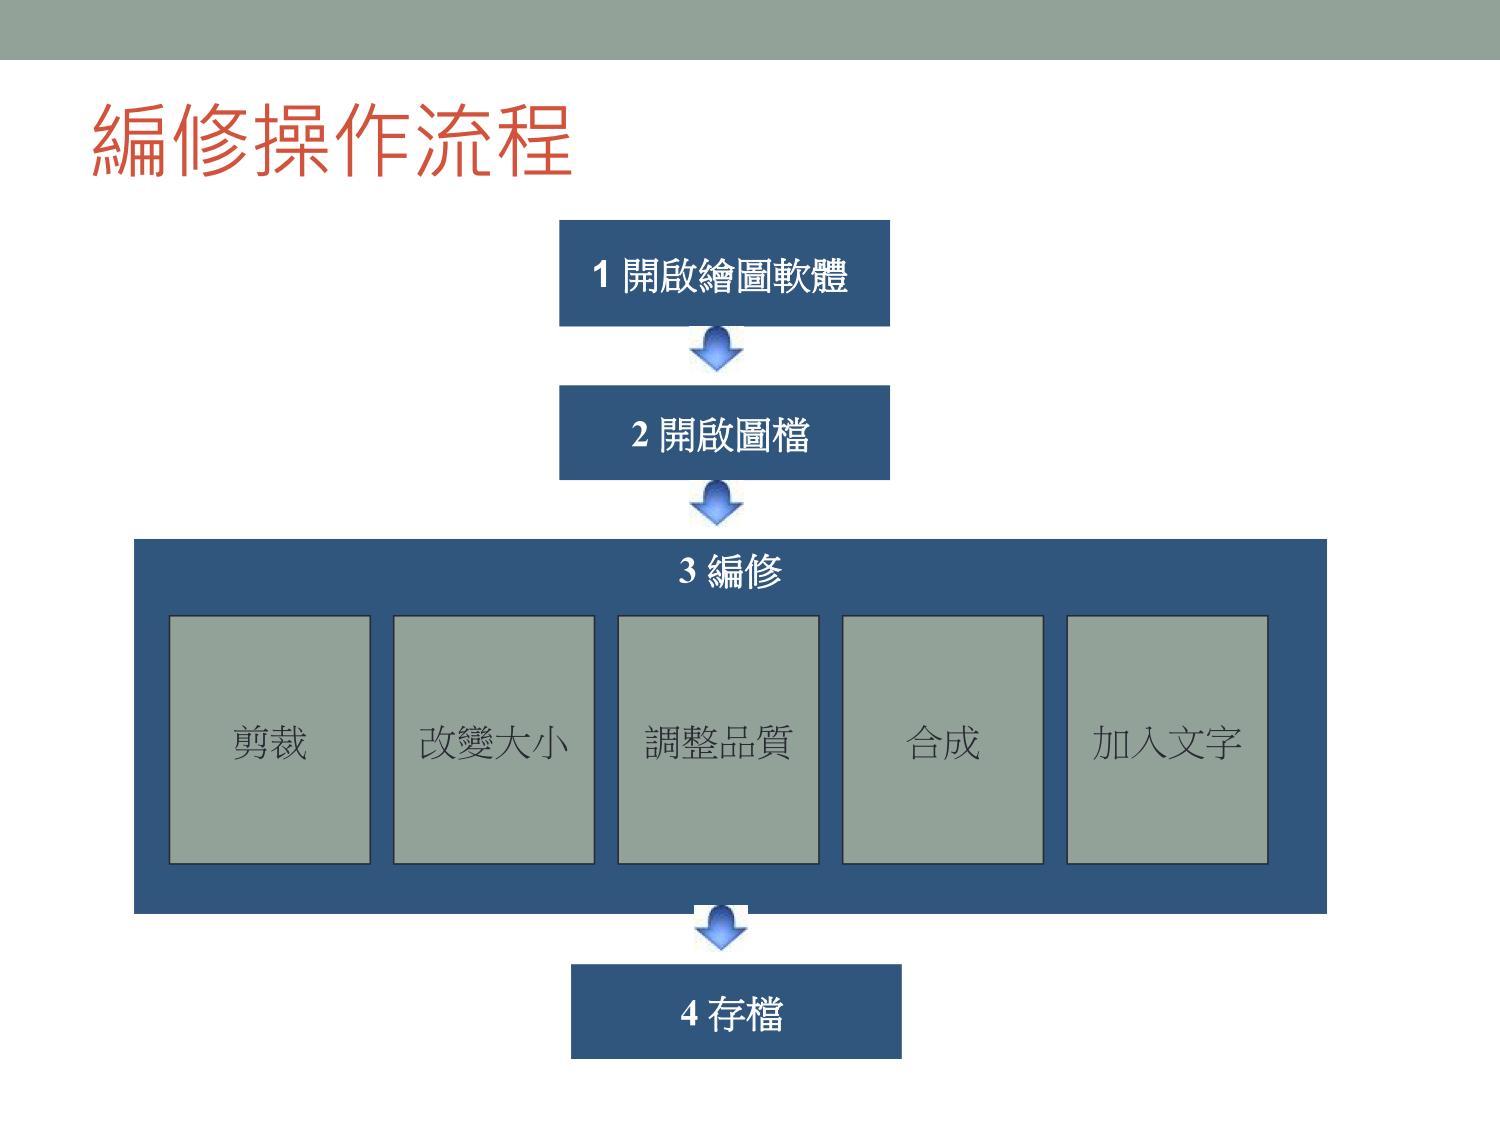 編修操作流程
1 開啟繪圖軟體
2 開啟圖檔
3 編修
剪裁
改變大小
調整品質
合成
加入文字
4 存檔